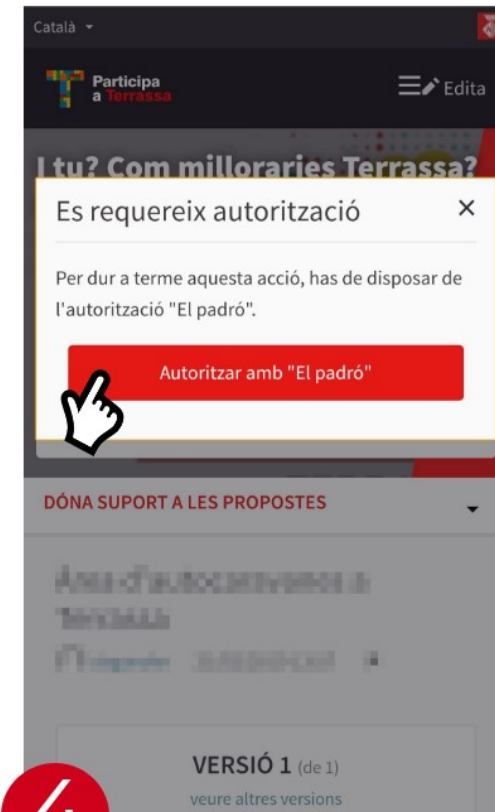 Català
Participa
a Terrassa
Edita
I tu? Com milloraries Terrassa?
Es requereix autorització
Per dur a terme aquesta acció, has de disposar de
l'autorització "El padró".
Autoritzar amb "El padró"
DÓNA SUPORT A LES PROPOSTES
VERSIÓ 1 (de 1)
veure altres versions
4